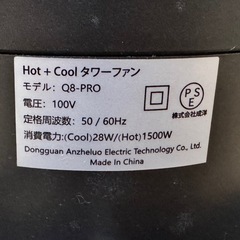 Hot + Cool タワーファン
モデル: Q8-PRO
電圧: 100V
定格周波数: 50 / 60Hz
消費電力:(Cool)28W/(Hot)1500W
Dongguan Anzheluo Electric Technology Co., Ltd.
Made In China
PSE
株式会社成洋